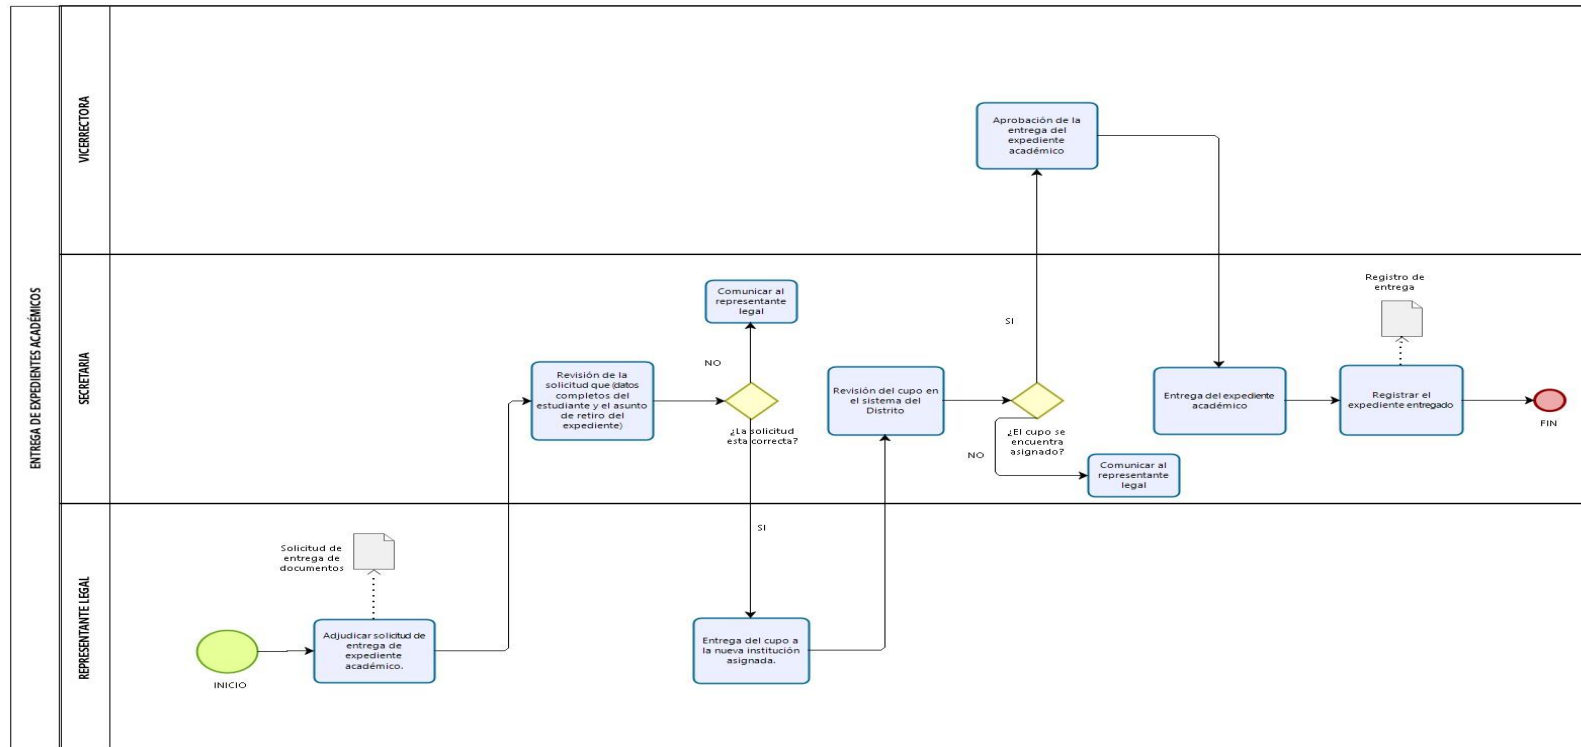 ENTREGA DE EXPEDIENTES ACADÉMICOS
VICERRECTORA
Aprobación de la
entrega del
expediente
académico
SECRETARIA
Comunicar al
representante
legal
NO
Revisión de la
solicitud que (datos
completos del
estudiante y el asunto
de retiro del
expediente)
¿La solicitud
esta correcta?
Revisión del cupo en
el sistema del
Distrito
SI
¿El cupo se
encuentra
asignado?
NO
Comunicar al
representante
legal
Entrega del expediente
académico
Registro de
entrega
Registrar el
expediente entregado
FIN
REPRESENTANTE LEGAL
INICIO
Solicitud de
entrega de
documentos
Adjudicar solicitud de
entrega de
expediente
académico.
SI
Entrega del cupo a
la nueva institución
asignada.